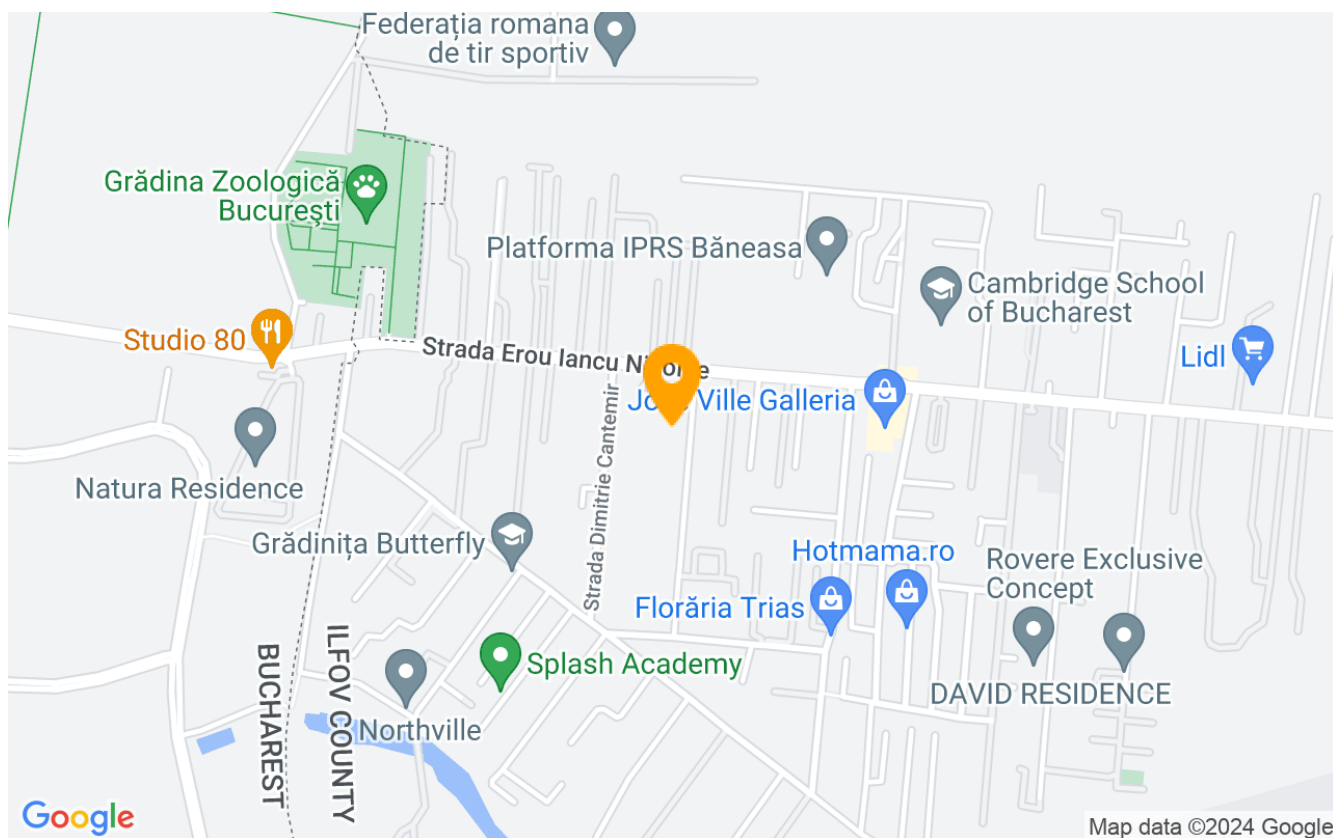 Federația romana
de tir sportiv
Grădina Zoologică
București
Platforma IPRS Băneasa
Cambridge School
of Bucharest
Studio 80
Strada Erou Iancu
Lidl
Ville Galleria
Strada Dimitrie Cantemir
Natura Residence
Grădinița Butterfly
Hotmama.ro
Rovere Exclusive
Concept
Florăria Trias
Splash Academy
DAVID RESIDENCE
Northville
BUCHAREST
ILFOV COUNTY
Google
Map data ©2024 Google